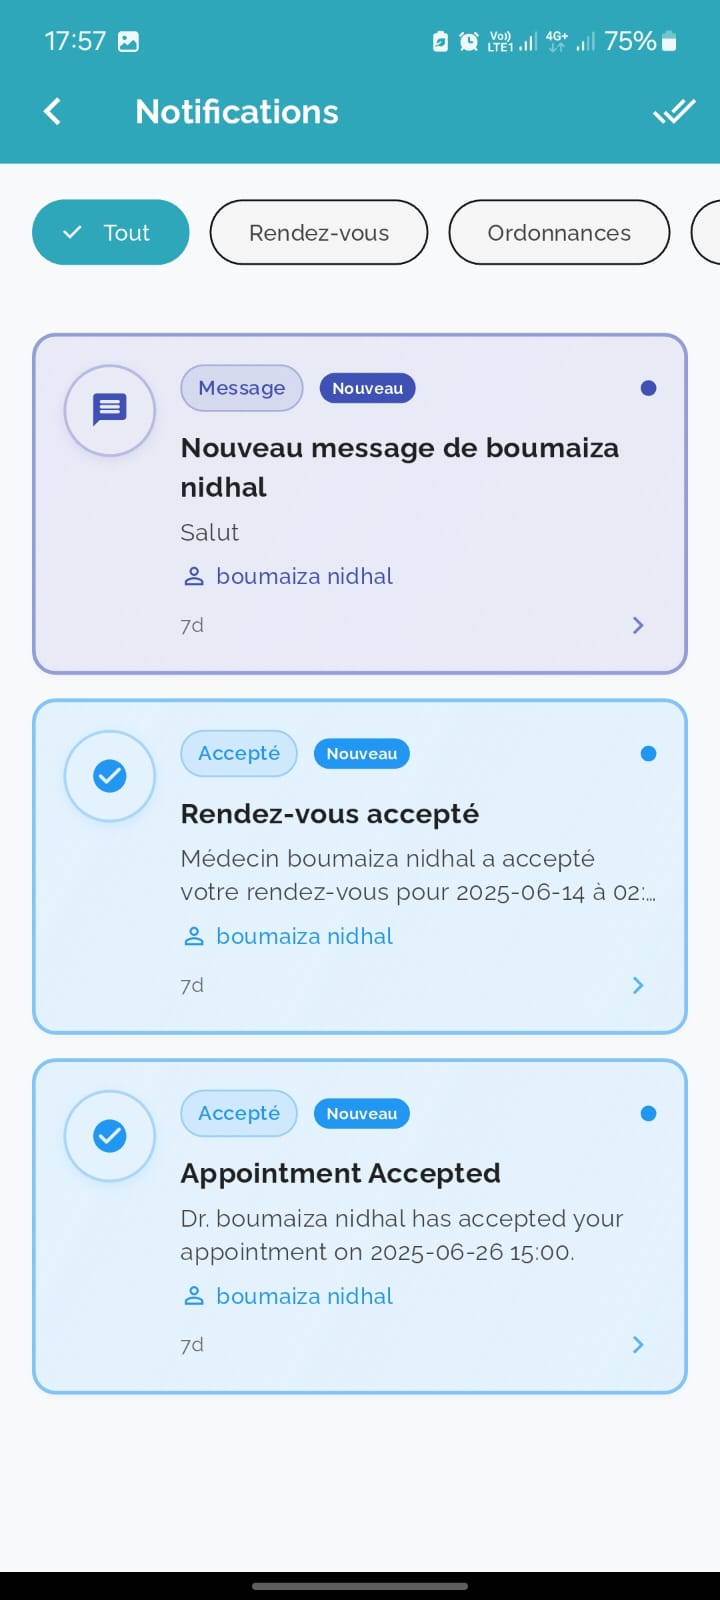 17:57
Vo)) LTE1 4G+ 75%
Notifications
Tout Rendez-vous Ordonnances
Message Nouveau
Nouveau message de boumaiza
nidhal
Salut
boumaiza nidhal
7d
Accepté Nouveau
Rendez-vous accepté
Médecin boumaiza nidhal a accepté
votre rendez-vous pour 2025-06-14 à 02:...
boumaiza nidhal
7d
Accepté Nouveau
Appointment Accepted
Dr. boumaiza nidhal has accepted your
appointment on 2025-06-26 15:00.
boumaiza nidhal
7d